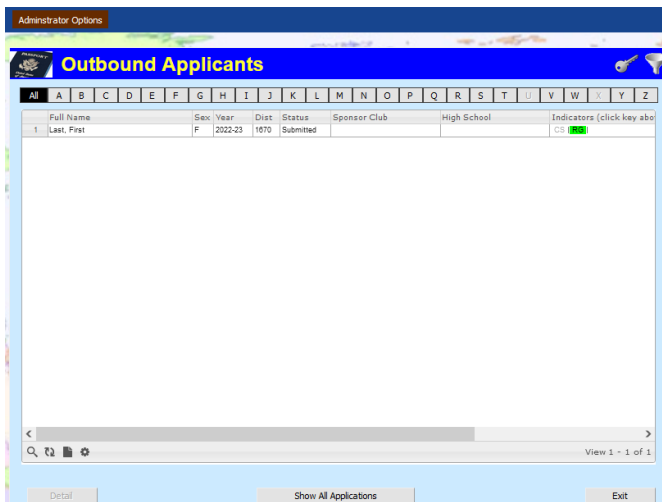 Adminstrator Options
PASSPORT
Outbound Applicants
All A B C D E F G H I J K L M N O P Q R S T U V W X Y Z
Full Name Sex Year Dist Status Sponsor Club High School Indicators (click key abo
1 Last, First F 2022-23 1670 Submitted CS | RG |
View 1 - 1 of 1
Detail Show All Applications Exit